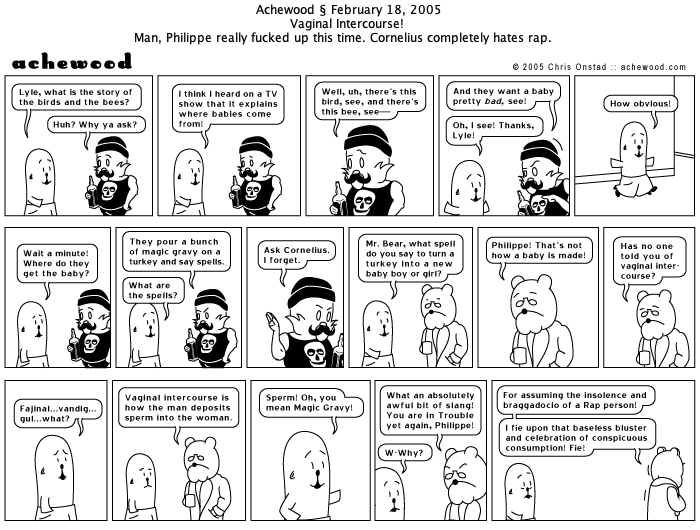 Achewood § February 18, 2005
Vaginal Intercourse!
Man, Philippe really fucked up this time. Cornelius completely hates rap.
achewood
© 2005 Chris Onstad :: achewood.com
Lyle, what is the story of
the birds and the bees?
Huh? Why ya ask?
I think I heard on a TV
show that it explains
where babies come
from!
Well, uh, there's this
bird, see, and there's
this bee, see—
And they want a baby
pretty bad, see!
Oh, I see! Thanks,
Lyle!
How obvious!
Wait a minute!
Where do they
get the baby?
They pour a bunch
of magic gravy on a
turkey and say spells.
What are
the spells?
Ask Cornelius.
I forget.
Mr. Bear, what spell
do you say to turn a
turkey into a new
baby boy or girl?
Philippe! That's not
how a baby is made!
Has no one
told you of
vaginal inter-
course?
Fajinal...vandig...
gul...what?
Vaginal intercourse is
how the man deposits
sperm into the woman.
Sperm! Oh, you
mean Magic Gravy!
What an absolutely
awful bit of slang!
You are in Trouble
yet again, Philippe!
W-Why?
For assuming the insolence and
braggadocio of a Rap person!
I fie upon that baseless bluster
and celebration of conspicuous
consumption! Fie!